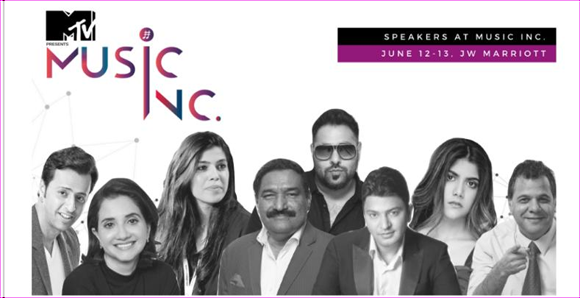 MTV
PRESENTS
MUSIC
INC.
SPEAKERS AT MUSIC INC.
JUNE 12-13, JW MARRIOTT